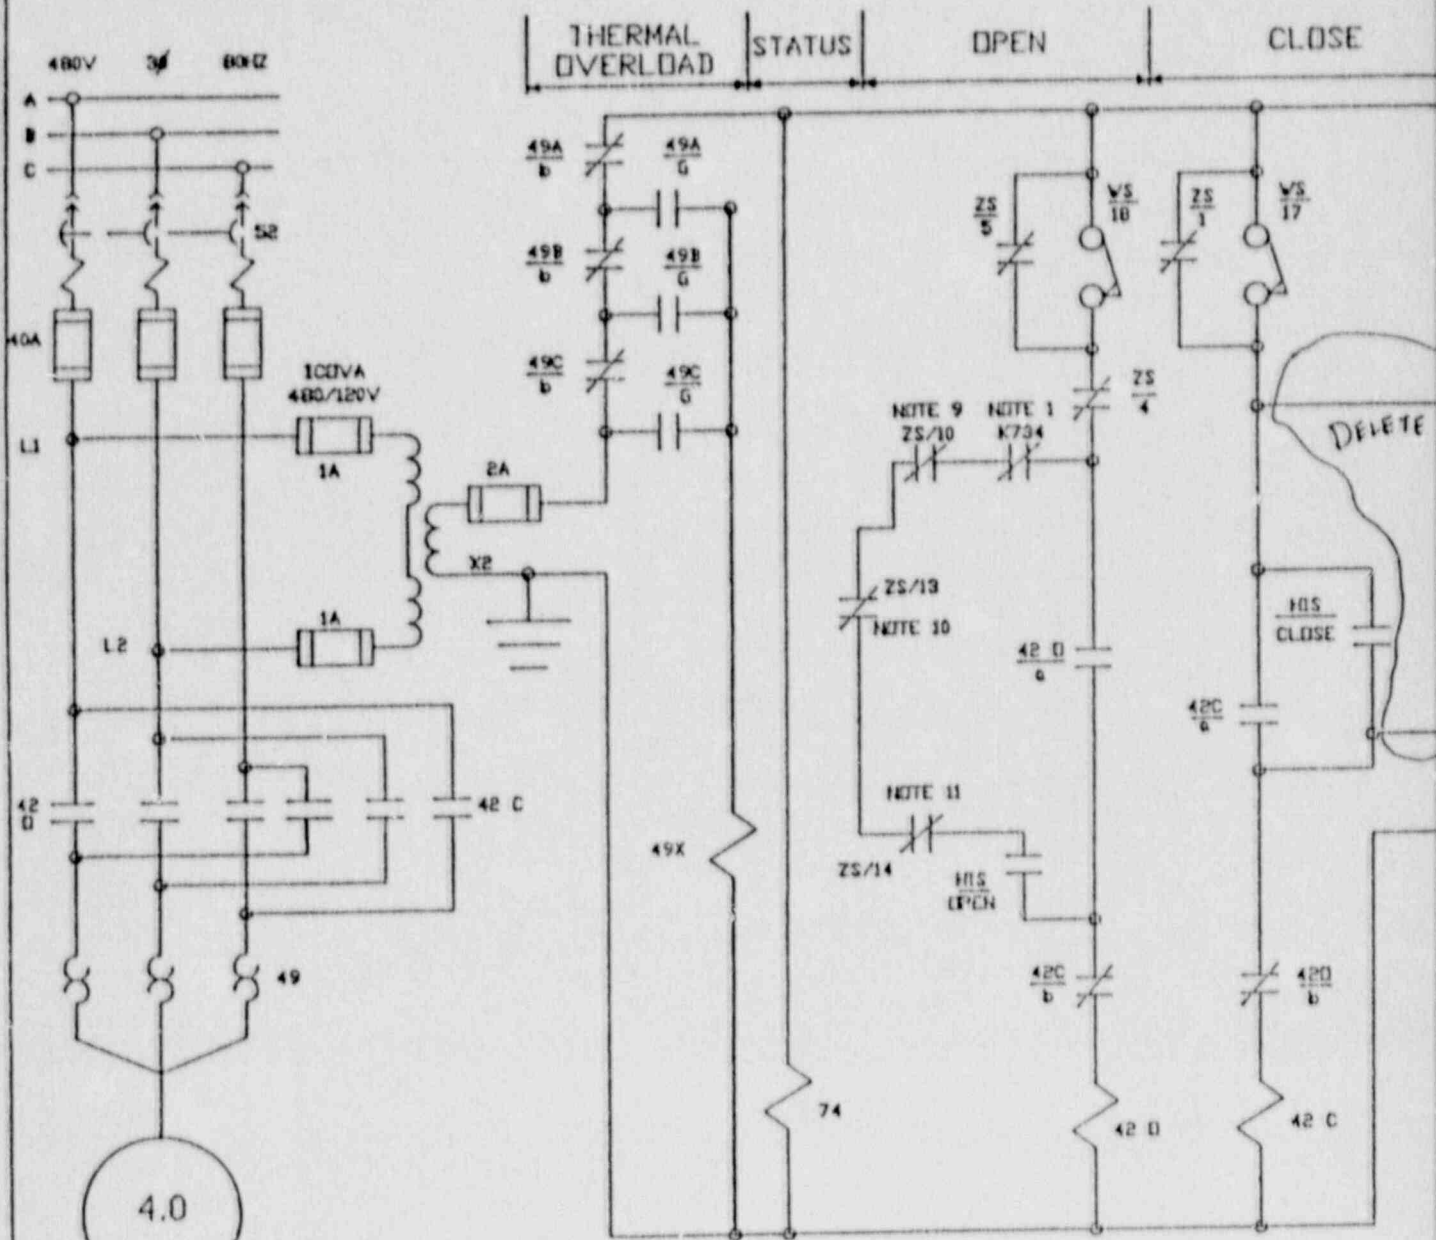 THERMAL OVERLOAD
STATUS
OPEN
CLOSE
480V
3ø
60HZ
A
B
C
52
40A
49A
b
49A
G
49B
b
49B
G
49C
b
49C
G
ZS
5
WS
18
ZS
1
WS
17
ZS
4
100VA
480/120V
L1
1A
2A
X2
1A
L2
NOTE 9
ZS/10
NOTE 1
K734
DELETE
ZS/13
NOTE 10
HIS
CLOSE
42 O
a
42C
a
42
O
42 C
NOTE 11
ZS/14
HIS
OPEN
49X
49
42C
b
42O
b
74
42 O
42 C
4.0